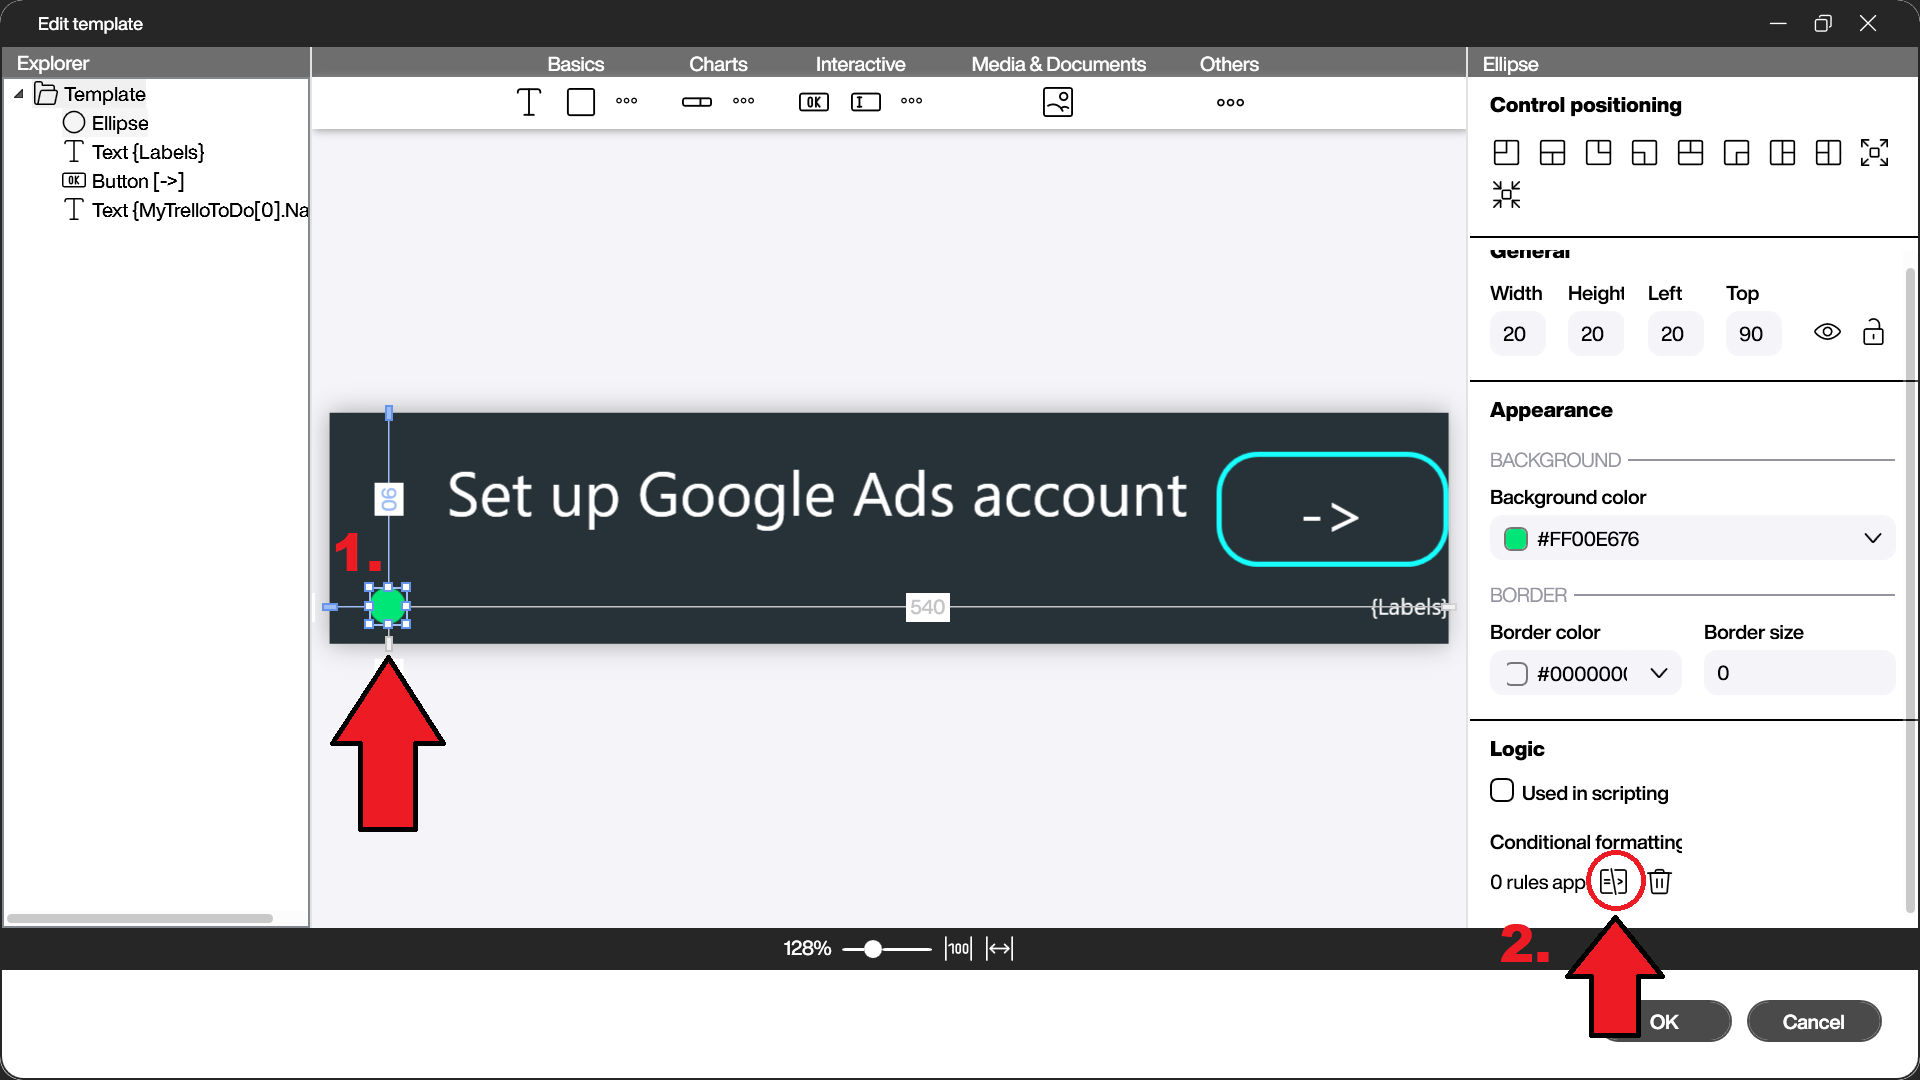 Edit template
Explorer
Basics
Charts
Interactive
Media & Documents
Others
Ellipse
Template
Ellipse
Text {Labels}
Button [->]
Text {MyTrelloToDo[0].Na
OK
Control positioning
General
Width
Height
Left
Top
20
20
20
90
Appearance
BACKGROUND
Background color
#FF00E676
BORDER
Border color
Border size
#0000000
0
Logic
Used in scripting
Conditional formatting
0 rules app
90
Set up Google Ads account
->
1.
540
{Labels}
128%
100
2.
OK
Cancel